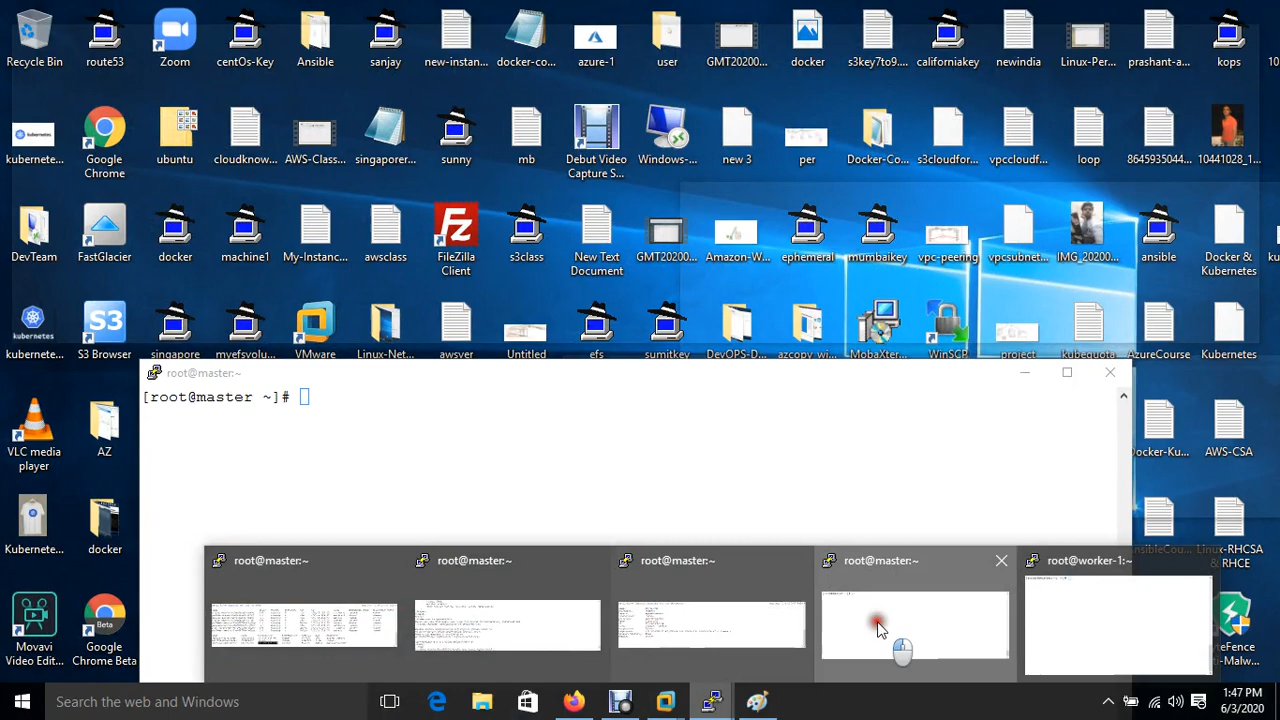 Recycle Bin
route53
Zoom
centOs-Key
Ansible
sanjay
new-instan...
docker-co...
azure-1
user
GMT20200...
docker
s3key7to9...
californiakey
newindia
Linux-Per...
prashant-a...
kops
kubernete...
Google
Chrome
ubuntu
cloudknow...
AWS-Class...
singapore...
sunny
mb
Debut Video
Capture S...
Windows-...
new 3
per
Docker-Co...
s3cloudfor...
vpccloudf...
loop
8645935044...
10441028_1...
DevTeam
FastGlacier
docker
machine1
My-Instanc...
awsclass
FileZilla
Client
s3class
New Text
Document
GMT20200...
Amazon-W...
ephemeral
mumbaikey
vpc-peering
vpcsubnet...
IMG_20200...
ansible
Docker &
Kubernetes
kubernete...
S3 Browser
singapore
myefsvolu...
VMware
Linux-Net...
awsver
Untitled
efs
sumitkey
DevOPS-D...
azcopy_wi...
MobaXter...
WinSCP
project
kubequota
AzureCourse
Kubernetes
root@master:~
[root@master ~]#
VLC media
player
AZ
AWS-CSA
Kubernete...
docker
Linux-RHCSA
& RHCE
root@master:~
root@master:~
root@master:~
root@master:~
root@worker-1:~
Movavi
Video Edit...
Google
Chrome Beta
Search the web and Windows
1:47 PM
6/3/2020